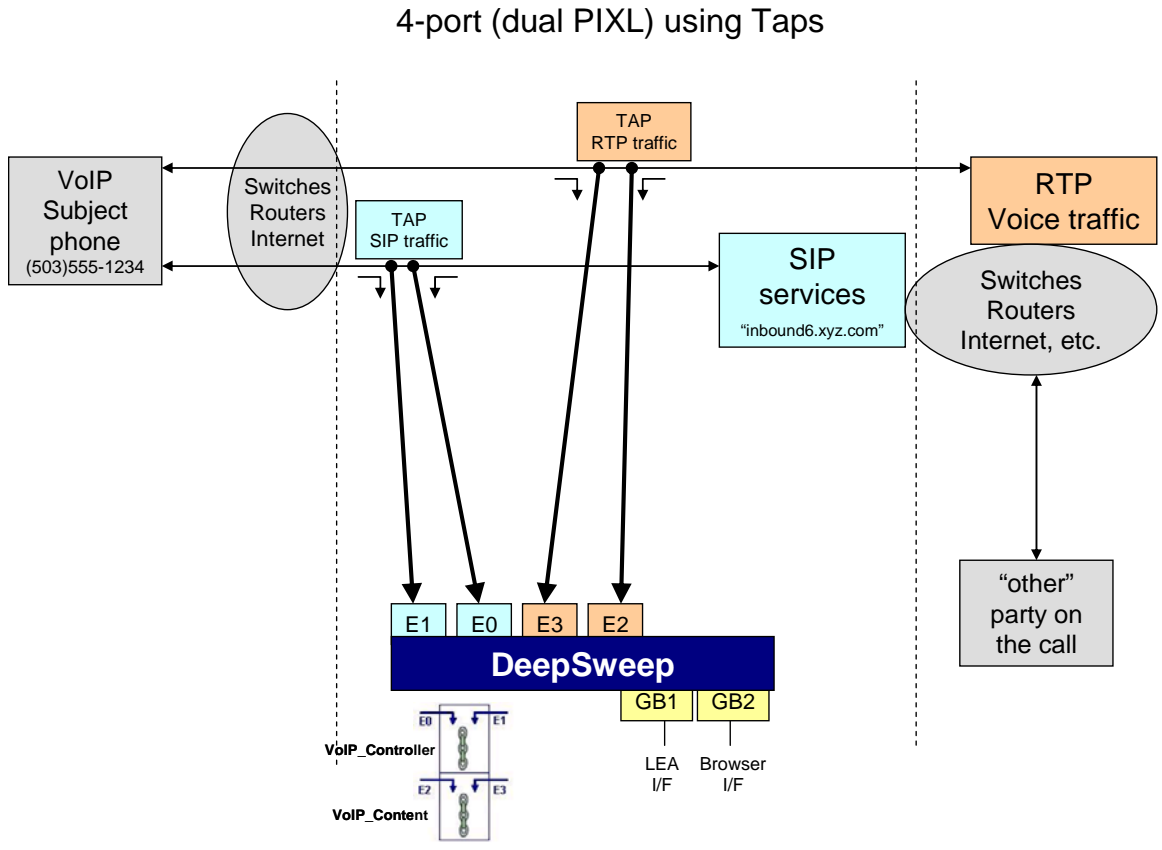 4-port (dual PIXL) using Taps
TAP
RTP traffic
VoIP
Subject
phone
(503)555-1234
Switches
Routers
Internet
TAP
SIP traffic
RTP
Voice traffic
SIP
services
“inbound6.xyz.com”
Switches
Routers
Internet, etc.
“other”
party on
the call
E1
E0
E3
E2
DeepSweep
GB1
GB2
LEA
I/F
Browser
I/F
E0
E1
VoIP_Controller
E2
E3
VoIP_Content